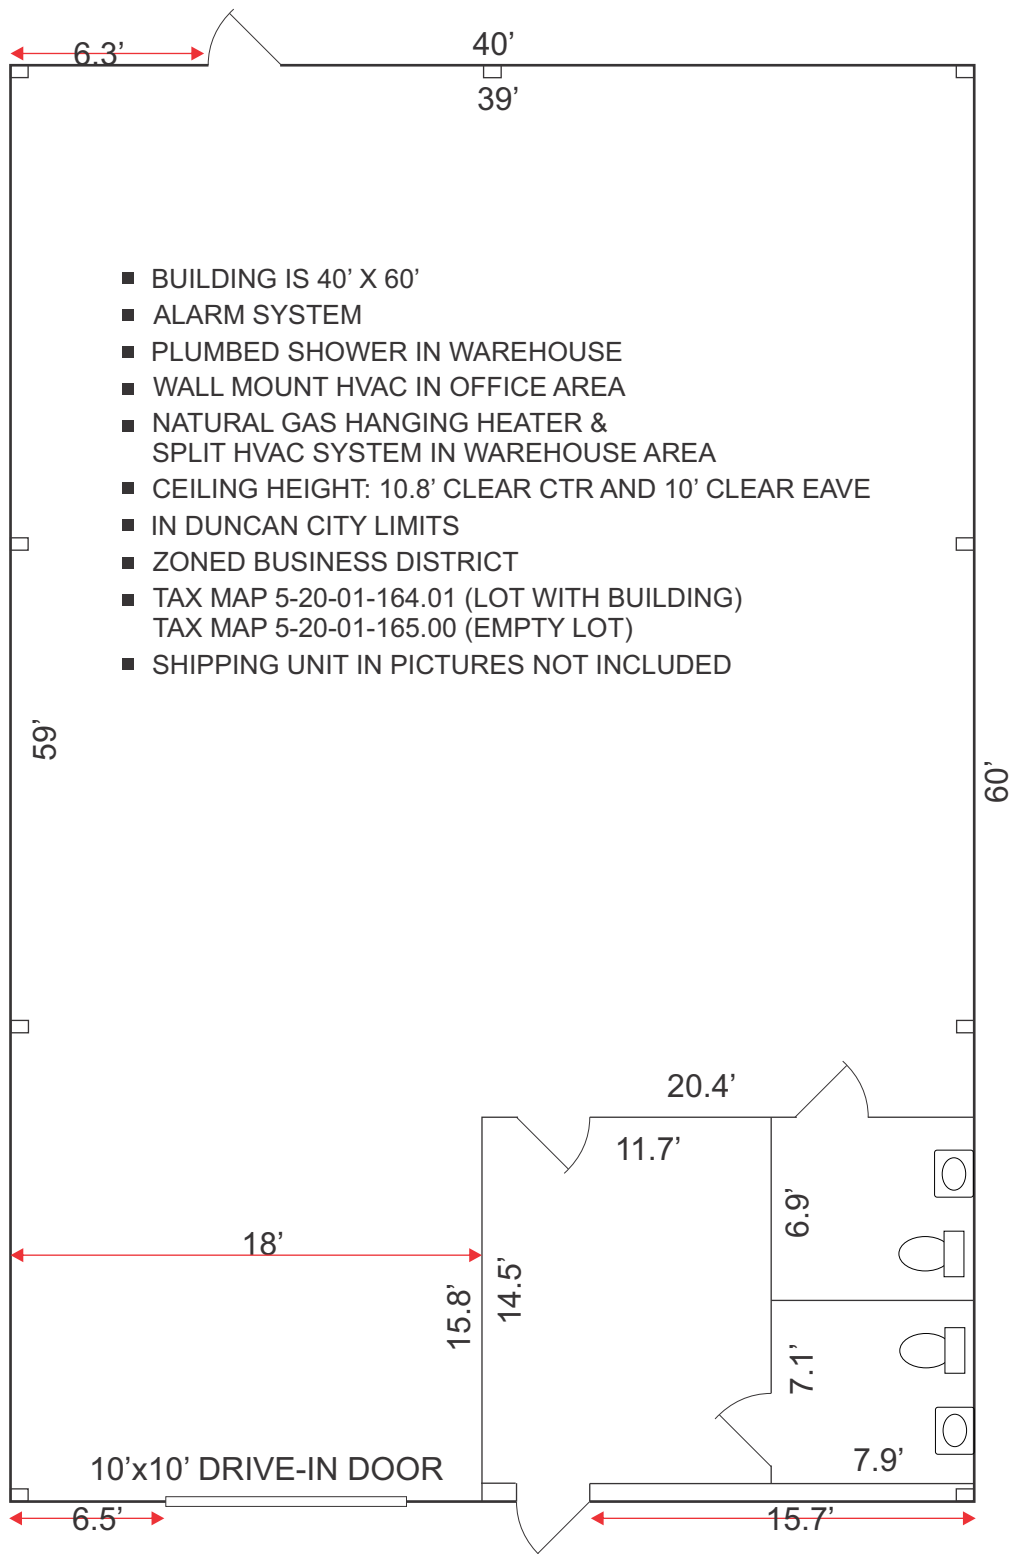 6.3’
40’
39’
BUILDING IS 40’ X 60’
ALARM SYSTEM
PLUMBED SHOWER IN WAREHOUSE
WALL MOUNT HVAC IN OFFICE AREA
NATURAL GAS HANGING HEATER &
SPLIT HVAC SYSTEM IN WAREHOUSE AREA
CEILING HEIGHT: 10.8’ CLEAR CTR AND 10’ CLEAR EAVE
IN DUNCAN CITY LIMITS
ZONED BUSINESS DISTRICT
TAX MAP 5-20-01-164.01 (LOT WITH BUILDING)
TAX MAP 5-20-01-165.00 (EMPTY LOT)
SHIPPING UNIT IN PICTURES NOT INCLUDED
59’
60’
20.4’
11.7’
6.9’
18’
15.8’
14.5’
7.1’
7.9’
10’x10’ DRIVE-IN DOOR
6.5’
15.7’